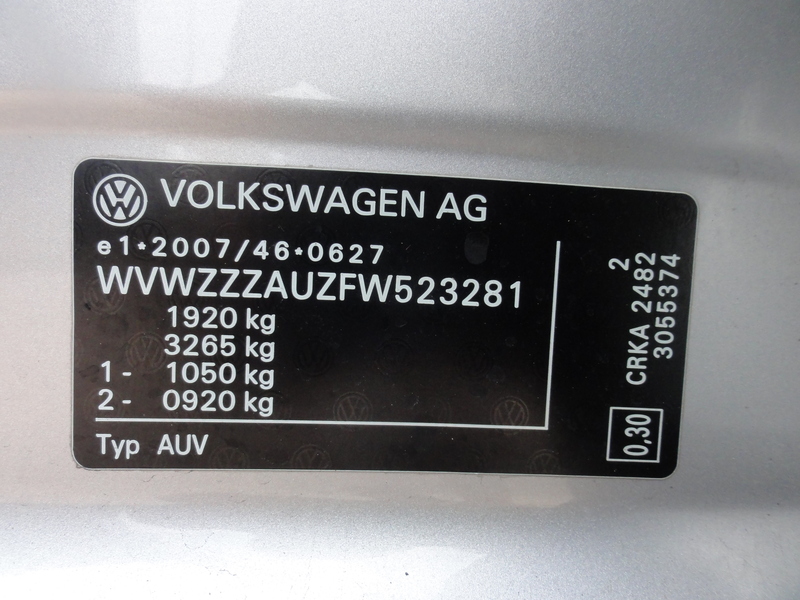 VOLKSWAGEN AG
e1*2007/46*0627
WVWZZZAUZFW523281
1920 kg
3265 kg
1 - 1050 kg
2 - 0920 kg
Typ AUV
2
CRKA 2482
3055374
0,30